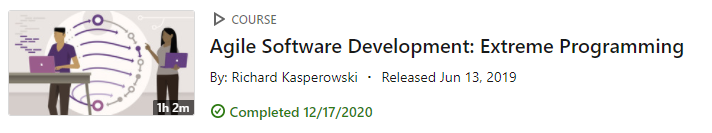 COURSE
Agile Software Development: Extreme Programming
By: Richard Kasperowski • Released Jun 13, 2019
1h 2m
Completed 12/17/2020